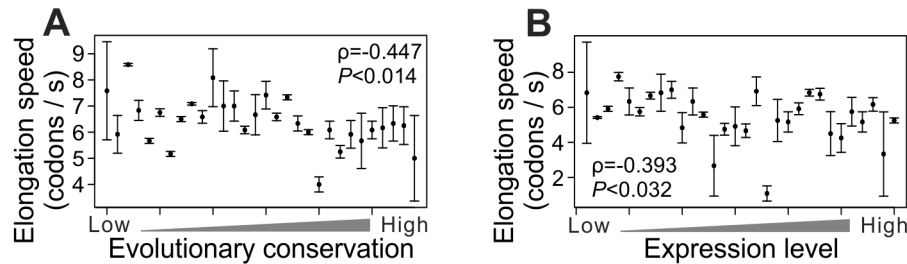 A
Elongation speed
(codons / s)
9
8
7
6
5
4
ρ=-0.447
P<0.014
Low
High
Evolutionary conservation
B
Elongation speed
(codons / s)
8
6
4
2
ρ=-0.393
P<0.032
Low
High
Expression level